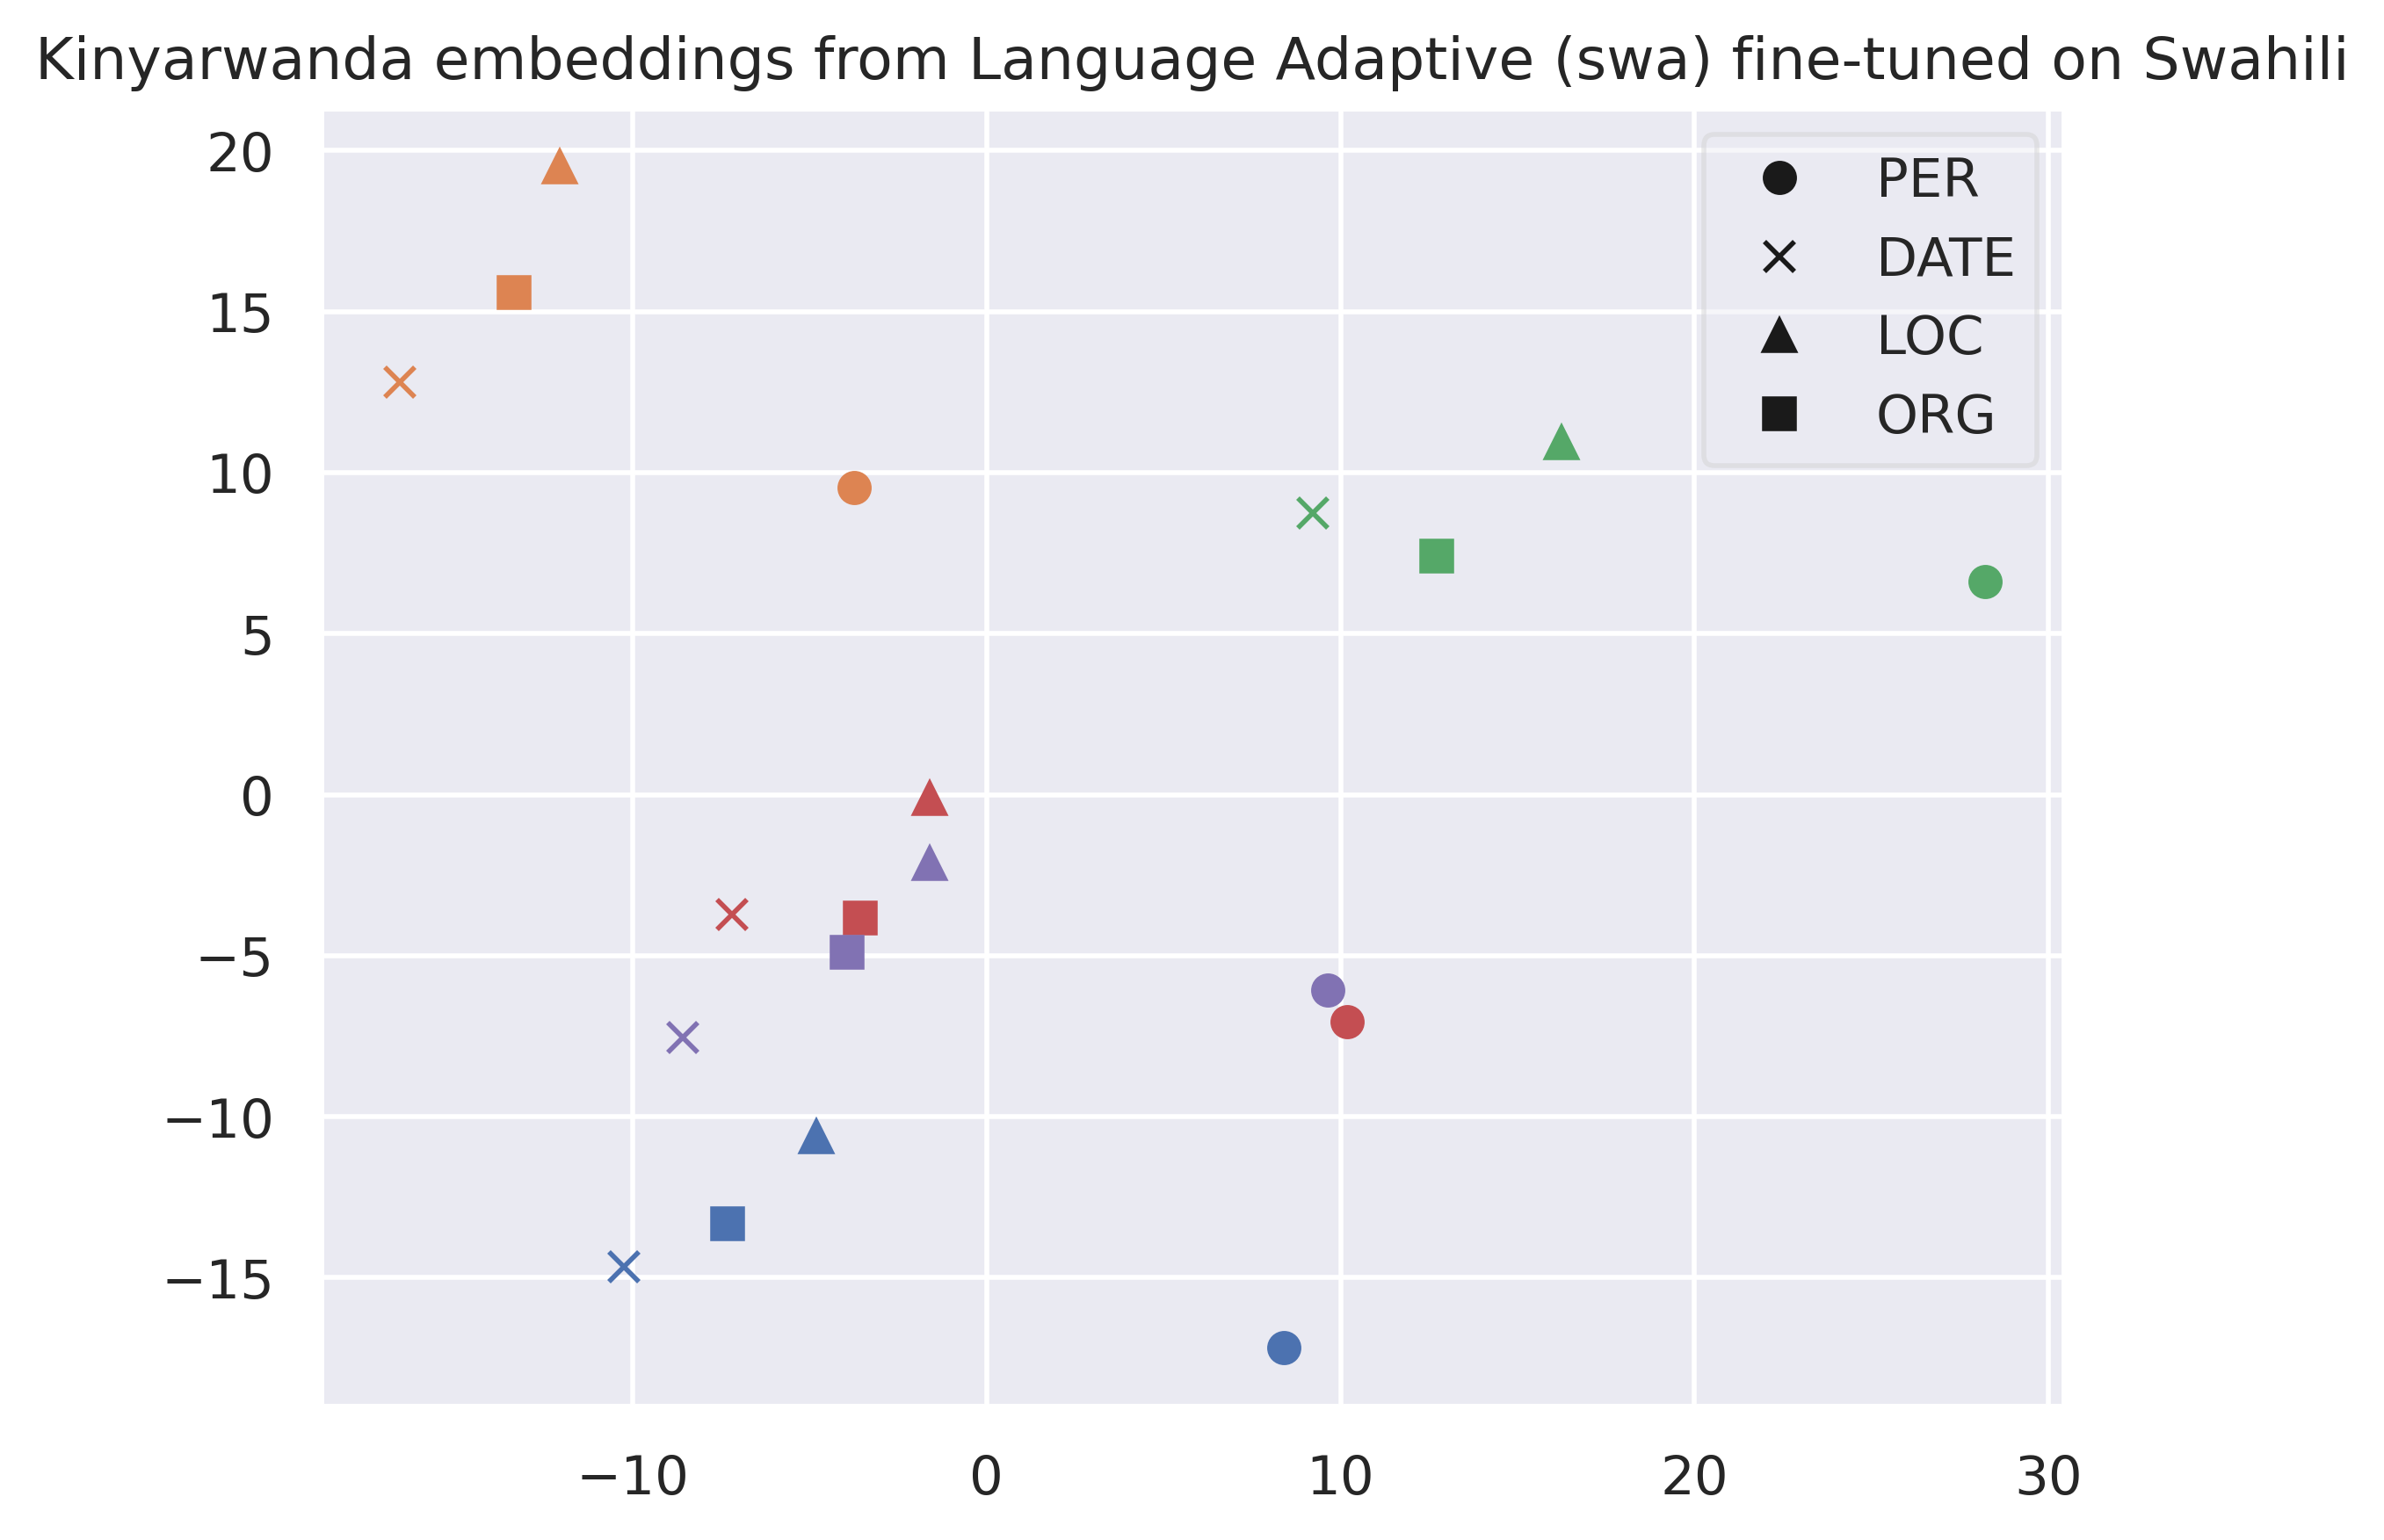 Kinyarwanda embeddings from Language Adaptive (swa) fine-tuned on Swahili
PER
DATE
LOC
ORG
20
15
10
5
0
−5
−10
−15
−10 0 10 20 30